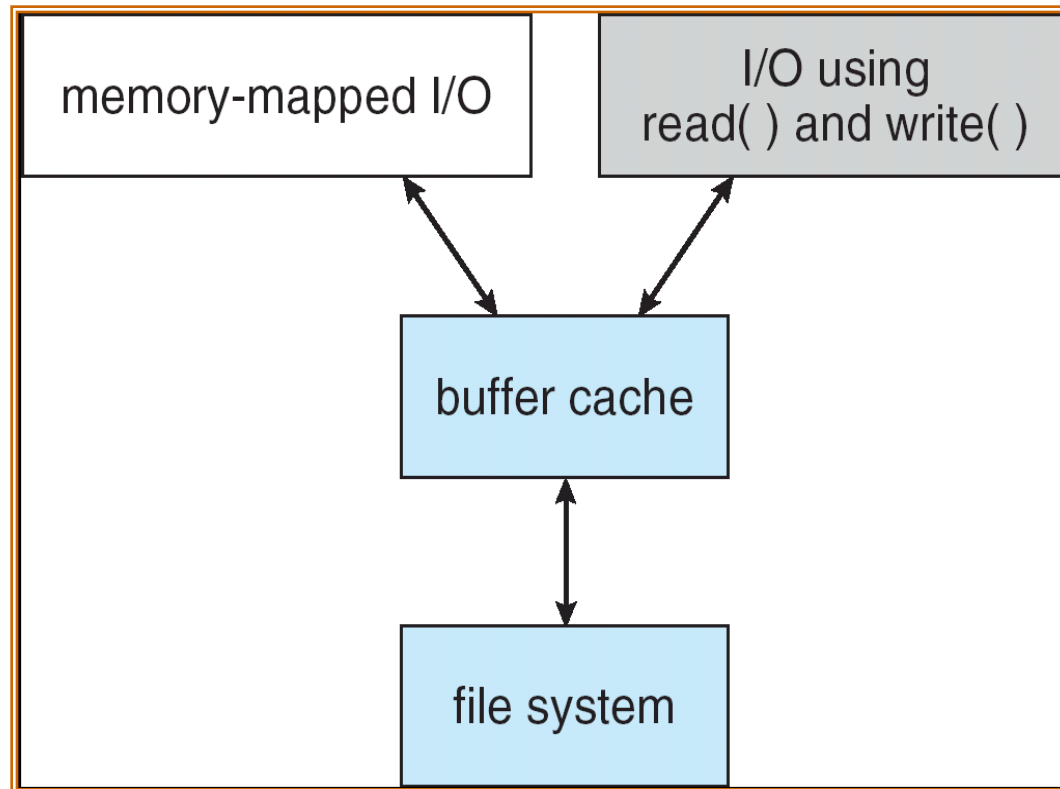 memory-mapped I/O
I/O using
read( ) and write( )
buffer cache
file system